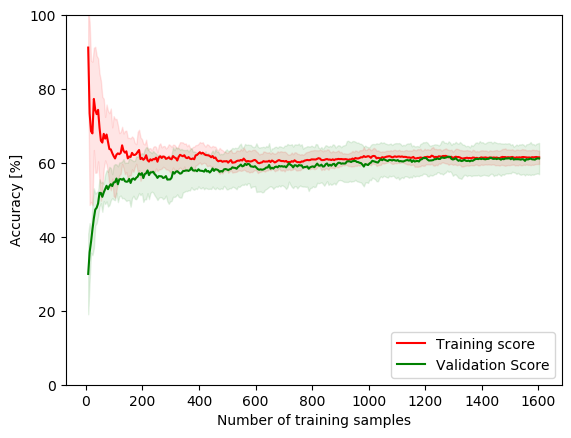 100
80
60
40
20
0
Accuracy [%]
0 200 400 600 800 1000 1200 1400 1600
Number of training samples
Training score
Validation Score